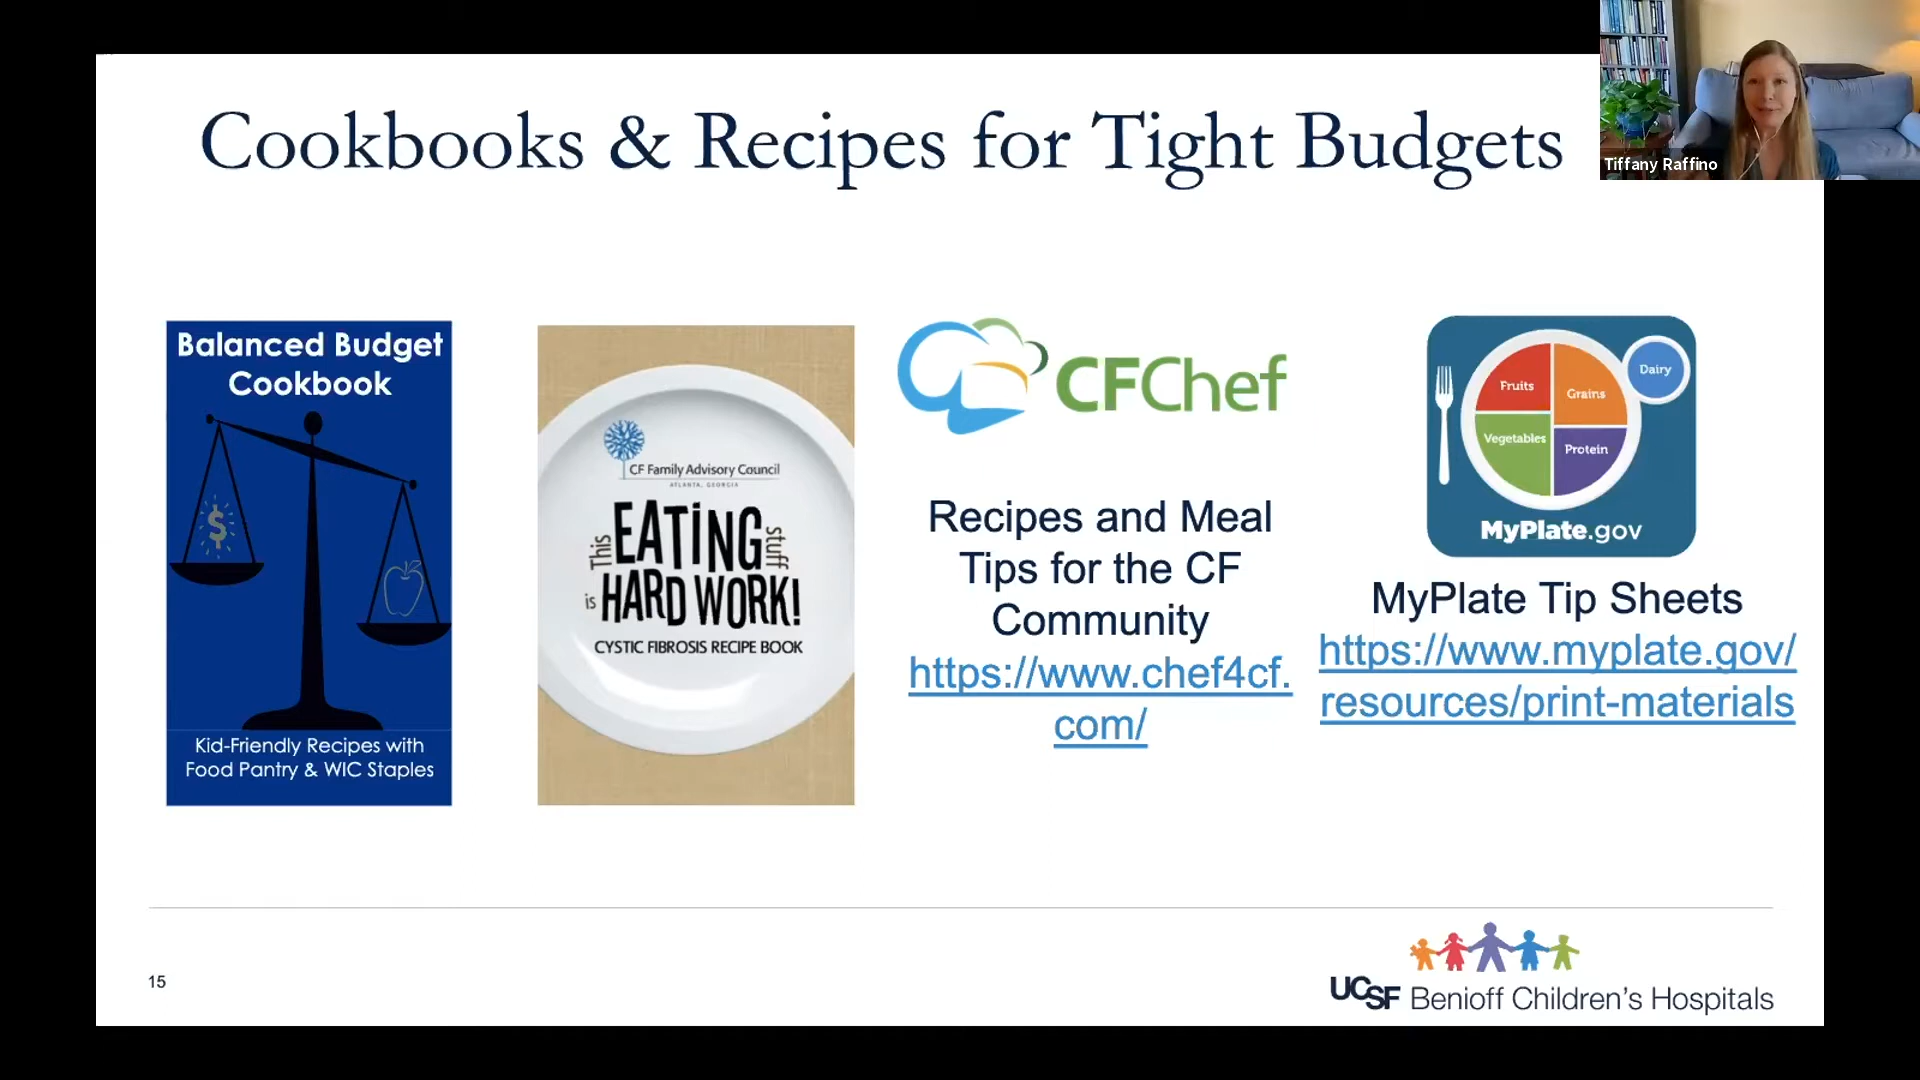 Cookbooks & Recipes for Tight Budgets
Tiffany Raffino
Balanced Budget
Cookbook
$
Kid-Friendly Recipes with
Food Pantry & WIC Staples
CF Family Advisory Council
ATLANTA, GEORGIA
This EATiNG stuff
is HARD WORK!
CYSTIC FIBROSIS RECIPE BOOK
CFChef
Recipes and Meal
Tips for the CF
Community
https://www.chef4cf.
com/
Fruits
Grains
Dairy
Vegetables
Protein
MyPlate.gov
MyPlate Tip Sheets
https://www.myplate.gov/
resources/print-materials
15
UCSF Benioff Children's Hospitals